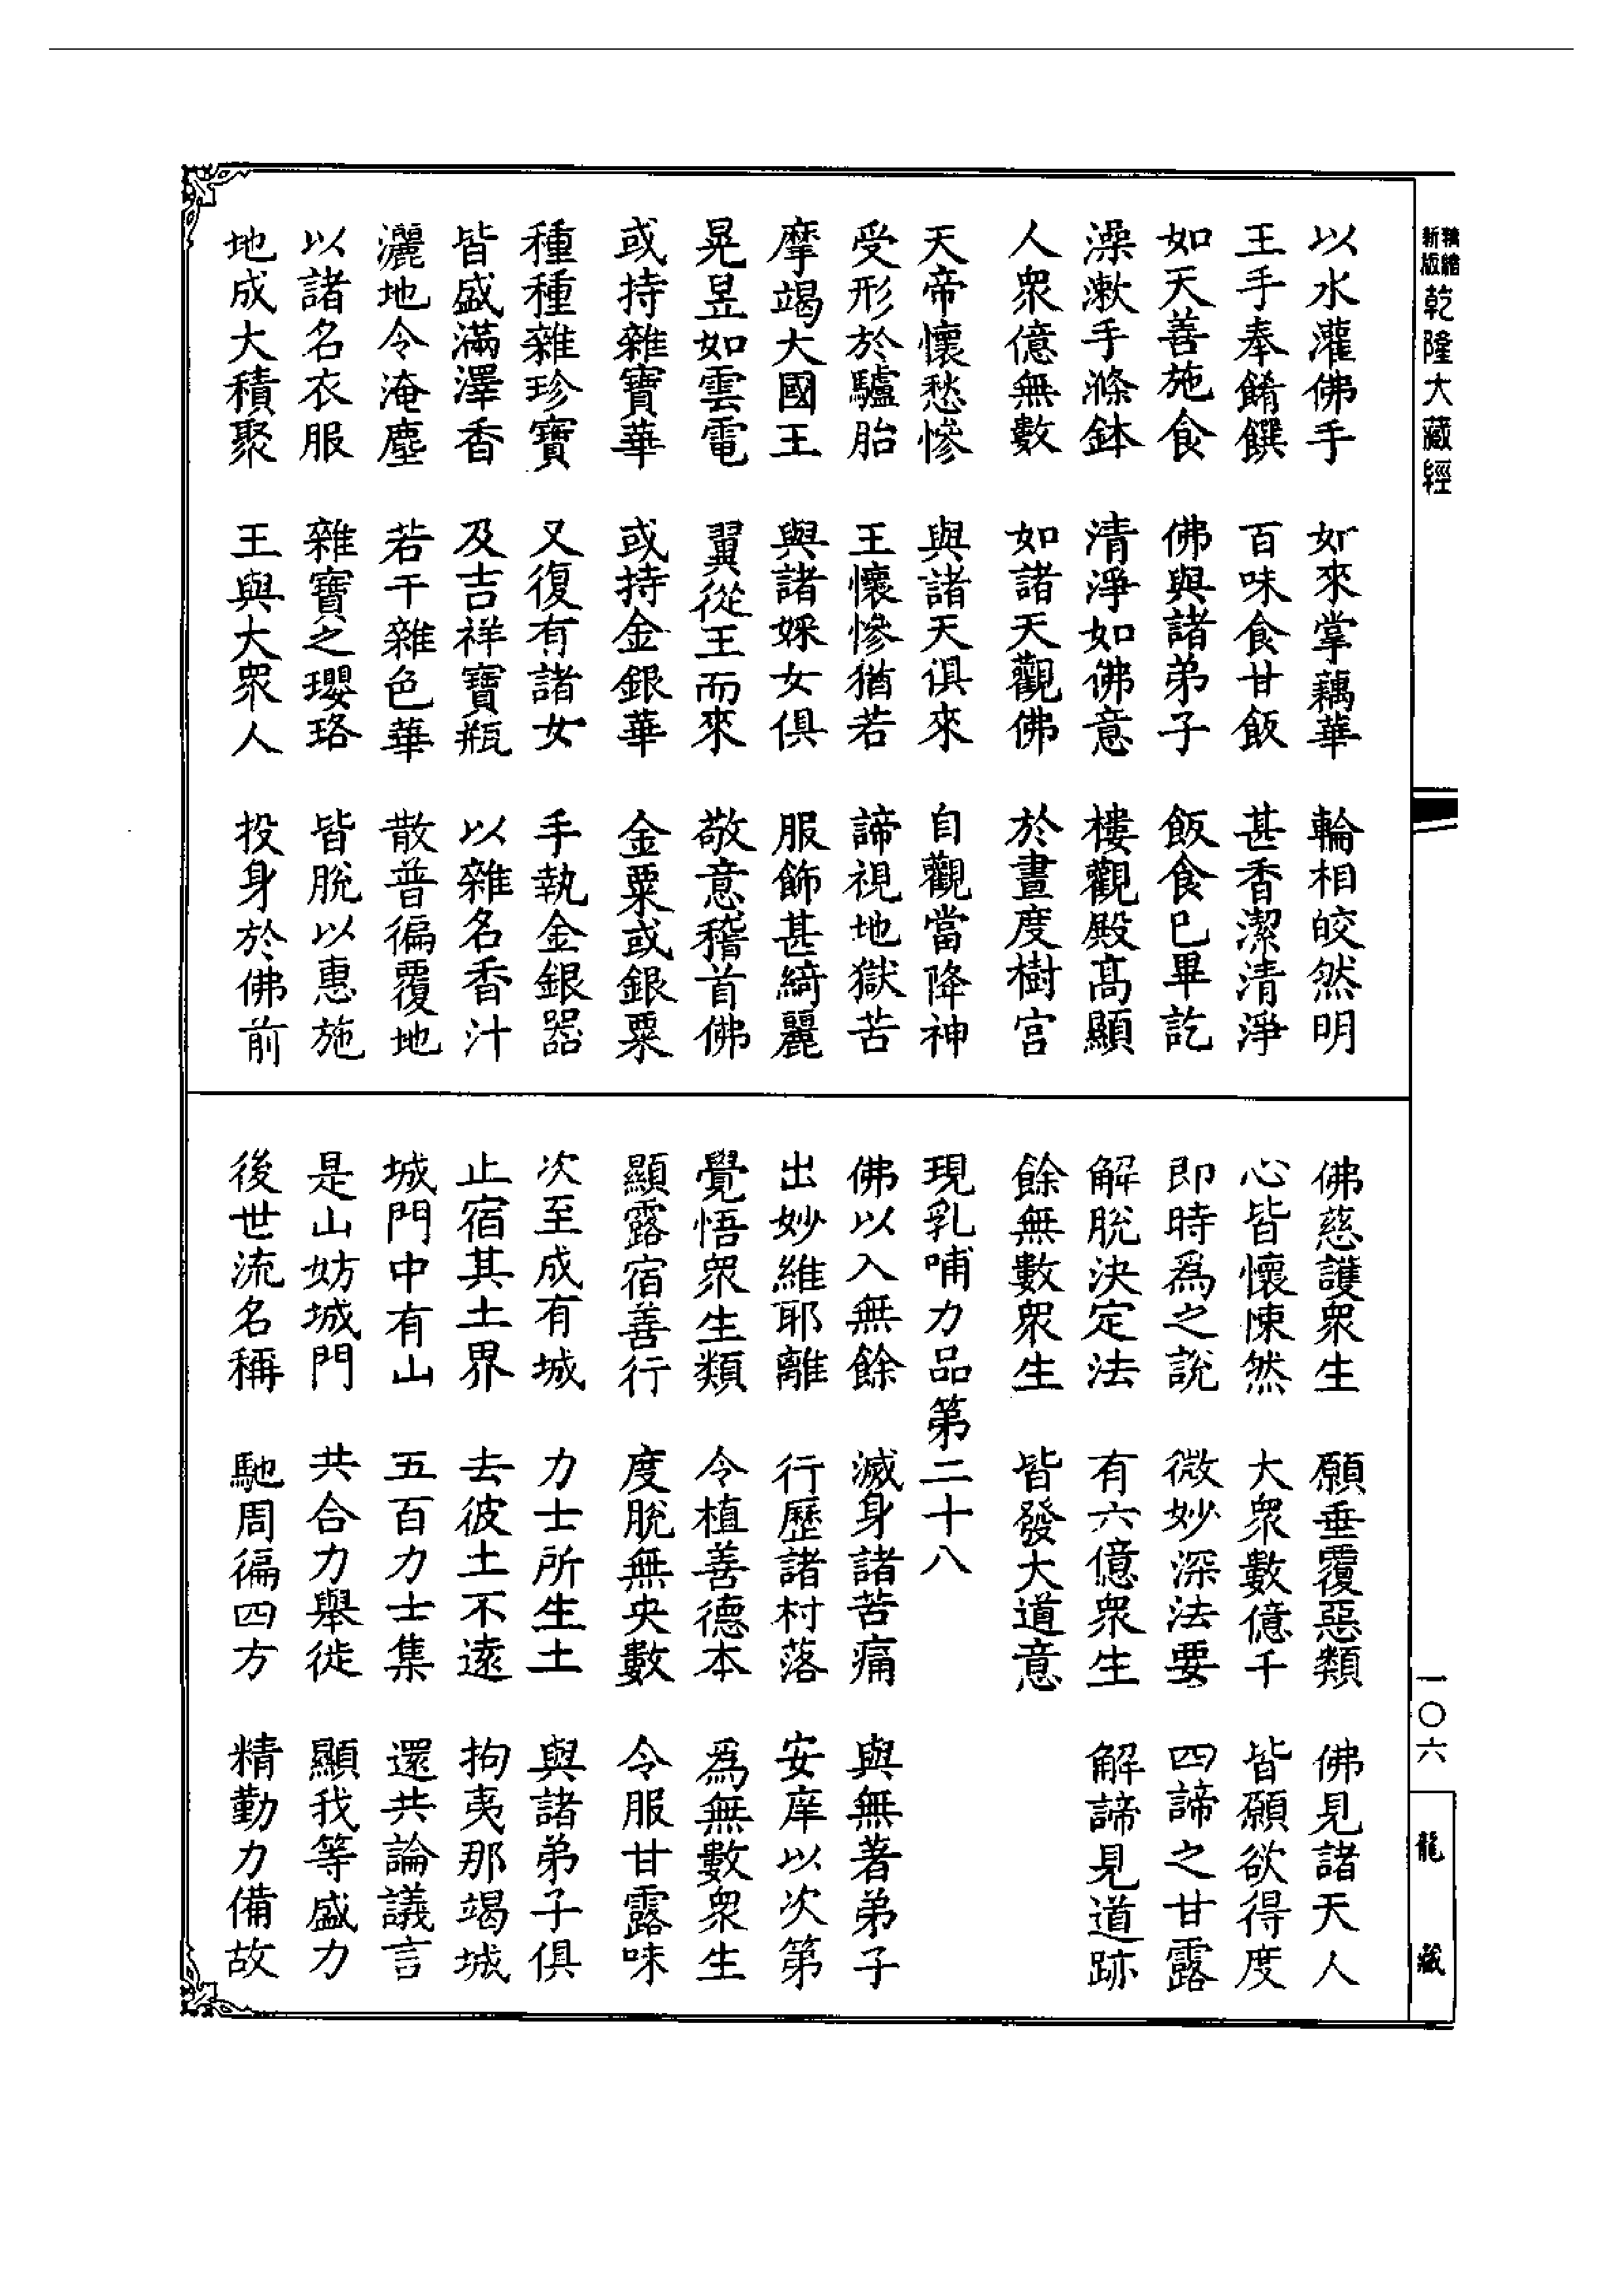 新版精縮乾隆大藏經
一〇六
龍藏
以水灌佛手　如來掌藕華　輪相皎然明
王手奉餚饌　百味食甘飯　甚香潔清淨
如天善施食　佛與諸弟子　飯食已畢訖
澡漱手滌鉢　清淨如佛意　樓觀殿高顯
人衆億無數　如諸天觀佛　於晝度樹宮
天帝懷愁慘　與諸天俱來　自觀當降神
受形於驢胎　王懷慘猶若　諦視地獄苦
摩竭大國王　與諸婇女俱　服飾甚綺麗
晃昱如雲電　翼從王而來　敬意稽首佛
或持雜寶華　或持金銀華　金粟或銀粟
種種雜珍寶　又復有諸女　手執金銀器
皆盛滿澤香　及吉祥寶瓶　以雜名香汁
灑地令淹塵　若干雜色華　散普徧覆地
以諸名衣服　雜寶之瓔珞　皆脫以惠施
地成大積聚　王與大衆人　投身於佛前
佛慈護衆生　願垂覆惡類　佛見諸天人
心皆懷悚然　大衆數億千　皆願欲得度
即時爲之說　微妙深法要　四諦之甘露
解脫決定法　有六億衆生　解諦見道跡
餘無數衆生　皆發大道意
現乳哺力品第二十八
佛以入無餘　滅身諸苦痛　與無著弟子
出妙維耶離　行歷諸村落　安庠以次第
覺悟衆生類　令植善德本　爲無數衆生
顯露宿善行　度脫無央數　令服甘露味
次至成有城　力士所生土　與諸弟子俱
止宿其土界　去彼土不遠　拘夷那竭城
城門中有山　五百力士集　還共論議言
是山妨城門　共合力舉徙　顯我等盛力
後世流名稱　馳周徧四方　精勤力備故